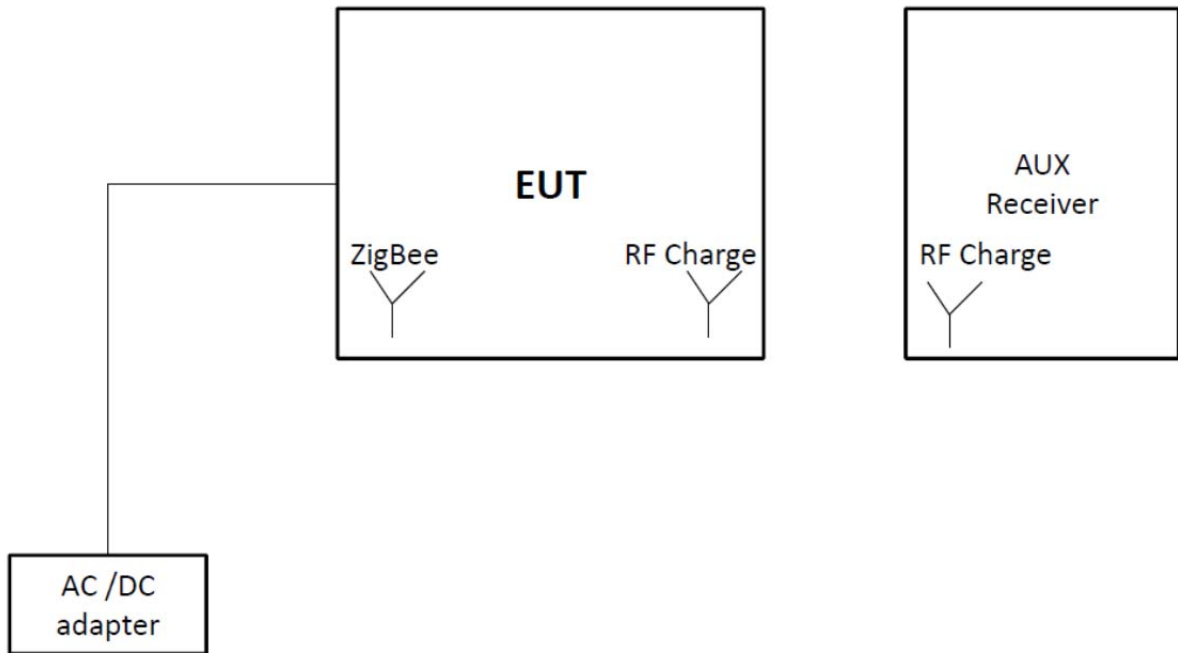 EUT
ZigBee
RF Charge
AUX
Receiver
RF Charge
AC /DC
adapter